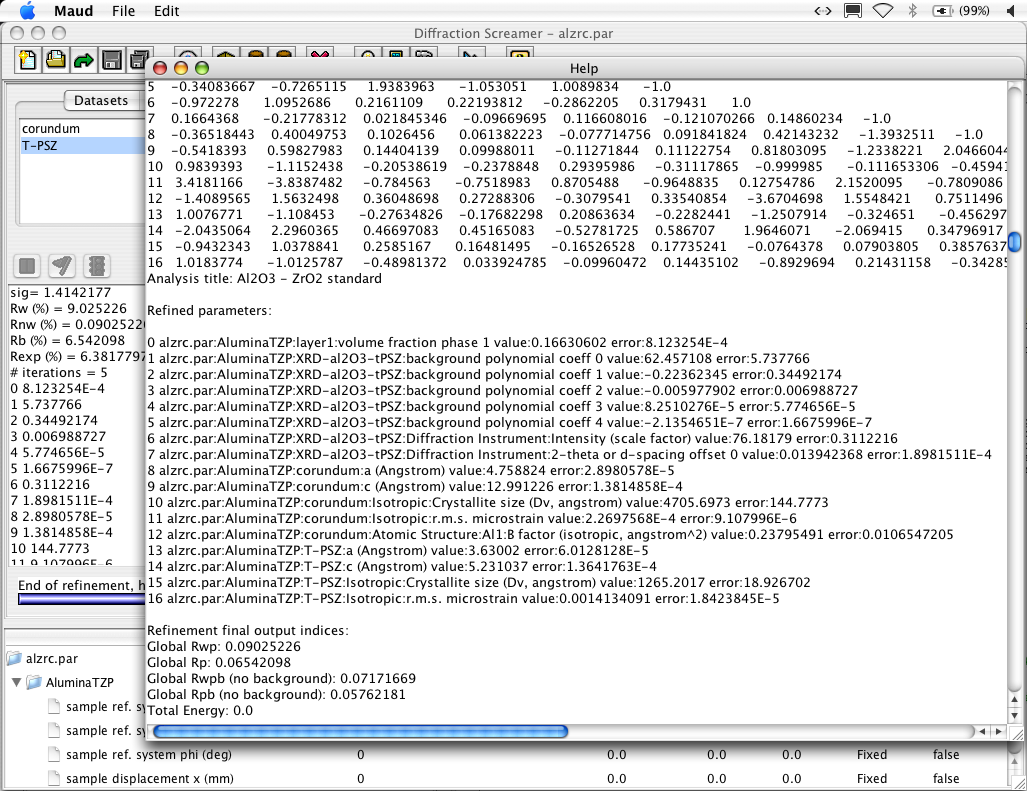 Maud File Edit (99%)
Diffraction Screamer – alzrc.par
Help
Datasets
corundum
T-PSZ
sig= 1.4142177
Rw (%) = 9.025226
Rnw (%) = 0.0902522
Rb (%) = 6.542098
Rexp (%) = 6.3817797
# iterations = 5
0 8.123254E-4
1 5.737766
2 0.34492174
3 0.006988727
4 5.774656E-5
5 1.6675996E-7
6 0.3112216
7 1.8981511E-4
8 2.8980578E-5
9 1.3814858E-4
10 144.7773
11 9.107996E-6
End of refinement, h
5 -0.34083667 -0.7265115 1.9383963 -1.053051 1.0089834 -1.0
6 -0.972278 1.0952686 0.2161109 0.22193812 -0.2862205 0.3179431 1.0
7 0.1664368 -0.21778312 0.021845346 -0.09669695 0.116608016 -0.121070266 0.14860234 -1.0
8 -0.36518443 0.40049753 0.1026456 0.061382223 -0.077714756 0.091841824 0.42143232 -1.3932511 -1.0
9 -0.5418393 0.59827983 0.14404139 0.09988011 -0.11271844 0.11122754 0.81803095 -1.2338221 2.0466044
10 0.9839393 -1.1152438 -0.20538619 -0.2378848 0.29395986 -0.31117865 -0.999985 -0.111653306 -0.4594
11 3.4181166 -3.8387482 -0.784563 -0.7518983 0.8705488 -0.9648835 0.12754786 2.1520095 -0.7809086
12 -1.4089565 1.5632498 0.36048698 0.27288306 -0.3079541 0.33540854 -3.6704698 1.5548421 0.7511496
13 1.0076771 -1.108453 -0.27634826 -0.17682298 0.20863634 -0.2282441 -1.2507914 -0.324651 -0.456297
14 -2.0435064 2.2960365 0.46697083 0.45165083 -0.52781725 0.586707 1.9646071 -2.069415 0.34796917
15 -0.9432343 1.0378841 0.2585167 0.16481495 -0.16526528 0.17735241 -0.0764378 0.07903805 0.3857637
16 1.0183774 -1.0125787 -0.48981372 0.033924785 -0.09960472 0.14435102 -0.8929694 0.21431158 -0.3428
Analysis title: Al2O3 – ZrO2 standard
Refined parameters:
0 alzrc.par:AluminaTZP:layer1:volume fraction phase 1 value:0.16630602 error:8.123254E-4
1 alzrc.par:AluminaTZP:XRD-al2O3-tPSZ:background polynomial coeff 0 value:62.457108 error:5.737766
2 alzrc.par:AluminaTZP:XRD-al2O3-tPSZ:background polynomial coeff 1 value:-0.22362345 error:0.34492174
3 alzrc.par:AluminaTZP:XRD-al2O3-tPSZ:background polynomial coeff 2 value:-0.005977902 error:0.006988727
4 alzrc.par:AluminaTZP:XRD-al2O3-tPSZ:background polynomial coeff 3 value:8.2510276E-5 error:5.774656E-5
5 alzrc.par:AluminaTZP:XRD-al2O3-tPSZ:background polynomial coeff 4 value:-2.1354651E-7 error:1.6675996E-7
6 alzrc.par:AluminaTZP:XRD-al2O3-tPSZ:Diffraction Instrument:Intensity (scale factor) value:76.18179 error:0.3112216
7 alzrc.par:AluminaTZP:XRD-al2O3-tPSZ:Diffraction Instrument:2-theta or d-spacing offset 0 value:0.013942368 error:1.8981511E-4
8 alzrc.par:AluminaTZP:corundum:a (Angstrom) value:4.758824 error:2.8980578E-5
9 alzrc.par:AluminaTZP:corundum:c (Angstrom) value:12.991226 error:1.3814858E-4
10 alzrc.par:AluminaTZP:corundum:Isotropic:Crystallite size (Dv, angstrom) value:4705.6973 error:144.7773
11 alzrc.par:AluminaTZP:corundum:Isotropic:r.m.s. microstrain value:2.2697568E-4 error:9.107996E-6
12 alzrc.par:AluminaTZP:corundum:Atomic Structure:Al1:B factor (isotropic, angstrom^2) value:0.23795491 error:0.0106547205
13 alzrc.par:AluminaTZP:T-PSZ:a (Angstrom) value:3.63002 error:6.0128128E-5
14 alzrc.par:AluminaTZP:T-PSZ:c (Angstrom) value:5.231037 error:1.3641763E-4
15 alzrc.par:AluminaTZP:T-PSZ:Isotropic:Crystallite size (Dv, angstrom) value:1265.2017 error:18.926702
16 alzrc.par:AluminaTZP:T-PSZ:Isotropic:r.m.s. microstrain value:0.0014134091 error:1.8423845E-5
Refinement final output indices:
Global Rwp: 0.09025226
Global Rp: 0.06542098
Global Rwpb (no background): 0.07171669
Global Rpb (no background): 0.05762181
Total Energy: 0.0
alzrc.par
AluminaTZP
sample ref. sy
sample ref. sy
sample ref. system phi (deg) 0 0.0 0.0 0.0 Fixed false
sample displacement x (mm) 0 0.0 0.0 0.0 Fixed false